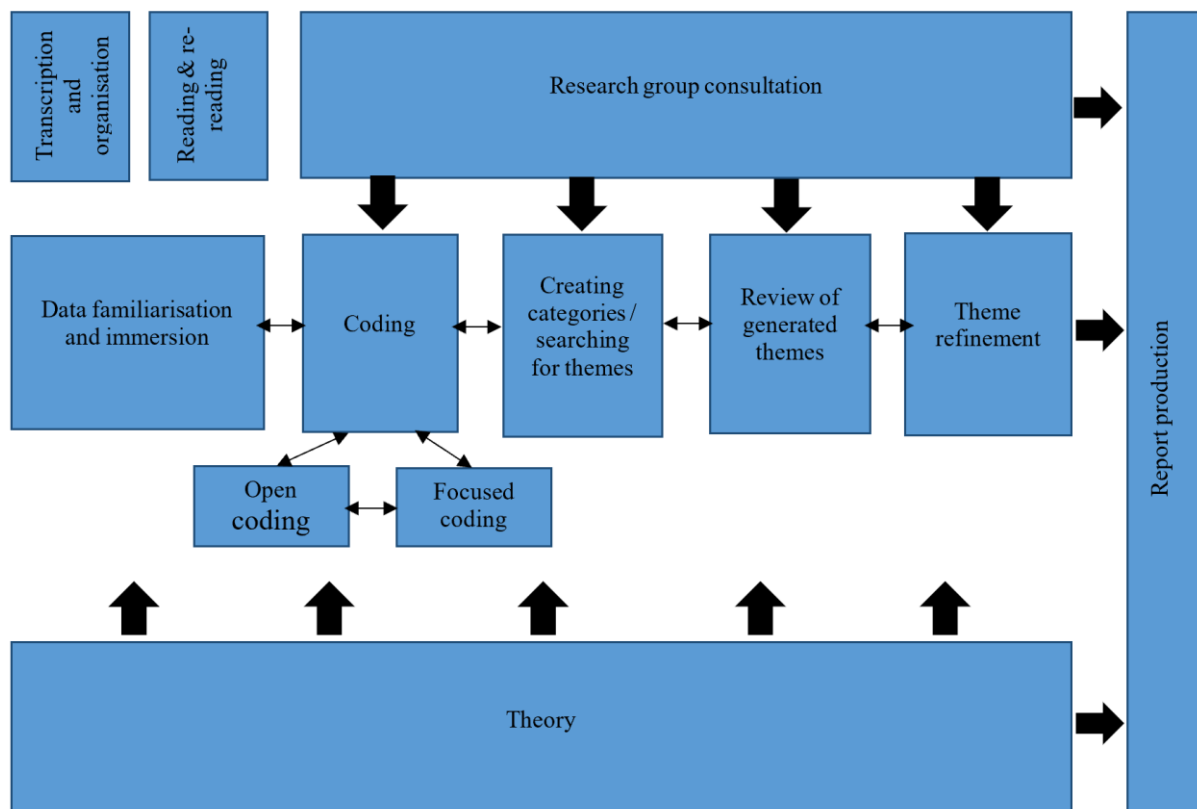 Transcription
and
organisation
Reading & re-
reading
Research group consultation
Data familiarisation
and immersion
Coding
Creating
categories /
searching
for themes
Review of
generated
themes
Theme
refinement
Open
coding
Focused
coding
Theory
Report production